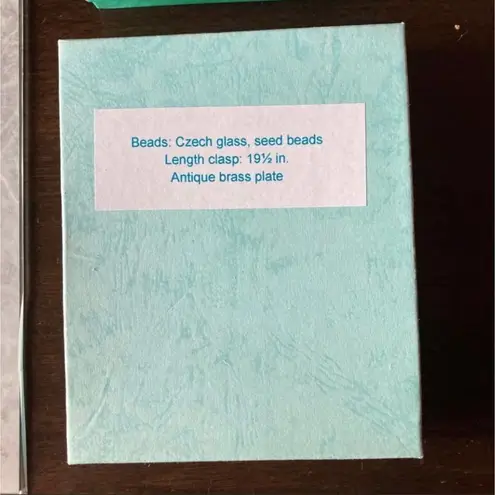 Beads: Czech glass, seed beads
Length clasp: 19½ in.
Antique brass plate